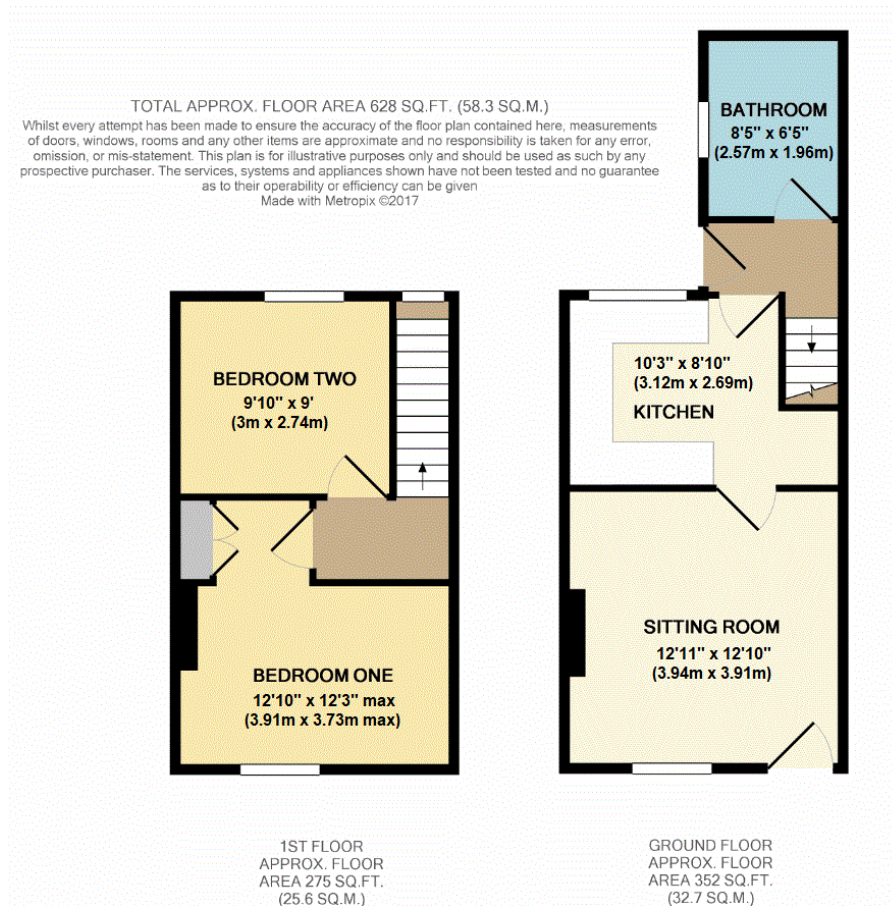 TOTAL APPROX. FLOOR AREA 628 SQ.FT. (58.3 SQ.M.)
Whilst every attempt has been made to ensure the accuracy of the floor plan contained here, measurements
of doors, windows, rooms and any other items are approximate and no responsibility is taken for any error,
omission, or mis-statement. This plan is for illustrative purposes only and should be used as such by any
prospective purchaser. The services, systems and appliances shown have not been tested and no guarantee
as to their operability or efficiency can be given
Made with Metropix ©2017
BATHROOM
8'5" x 6'5"
(2.57m x 1.96m)
BEDROOM TWO
9'10" x 9'
(3m x 2.74m)
10'3" x 8'10"
(3.12m x 2.69m)
KITCHEN
BEDROOM ONE
12'10" x 12'3" max
(3.91m x 3.73m max)
SITTING ROOM
12'11" x 12'10"
(3.94m x 3.91m)
1ST FLOOR
APPROX. FLOOR
AREA 275 SQ.FT.
(25.6 SQ.M.)
GROUND FLOOR
APPROX. FLOOR
AREA 352 SQ.FT.
(32.7 SQ.M.)